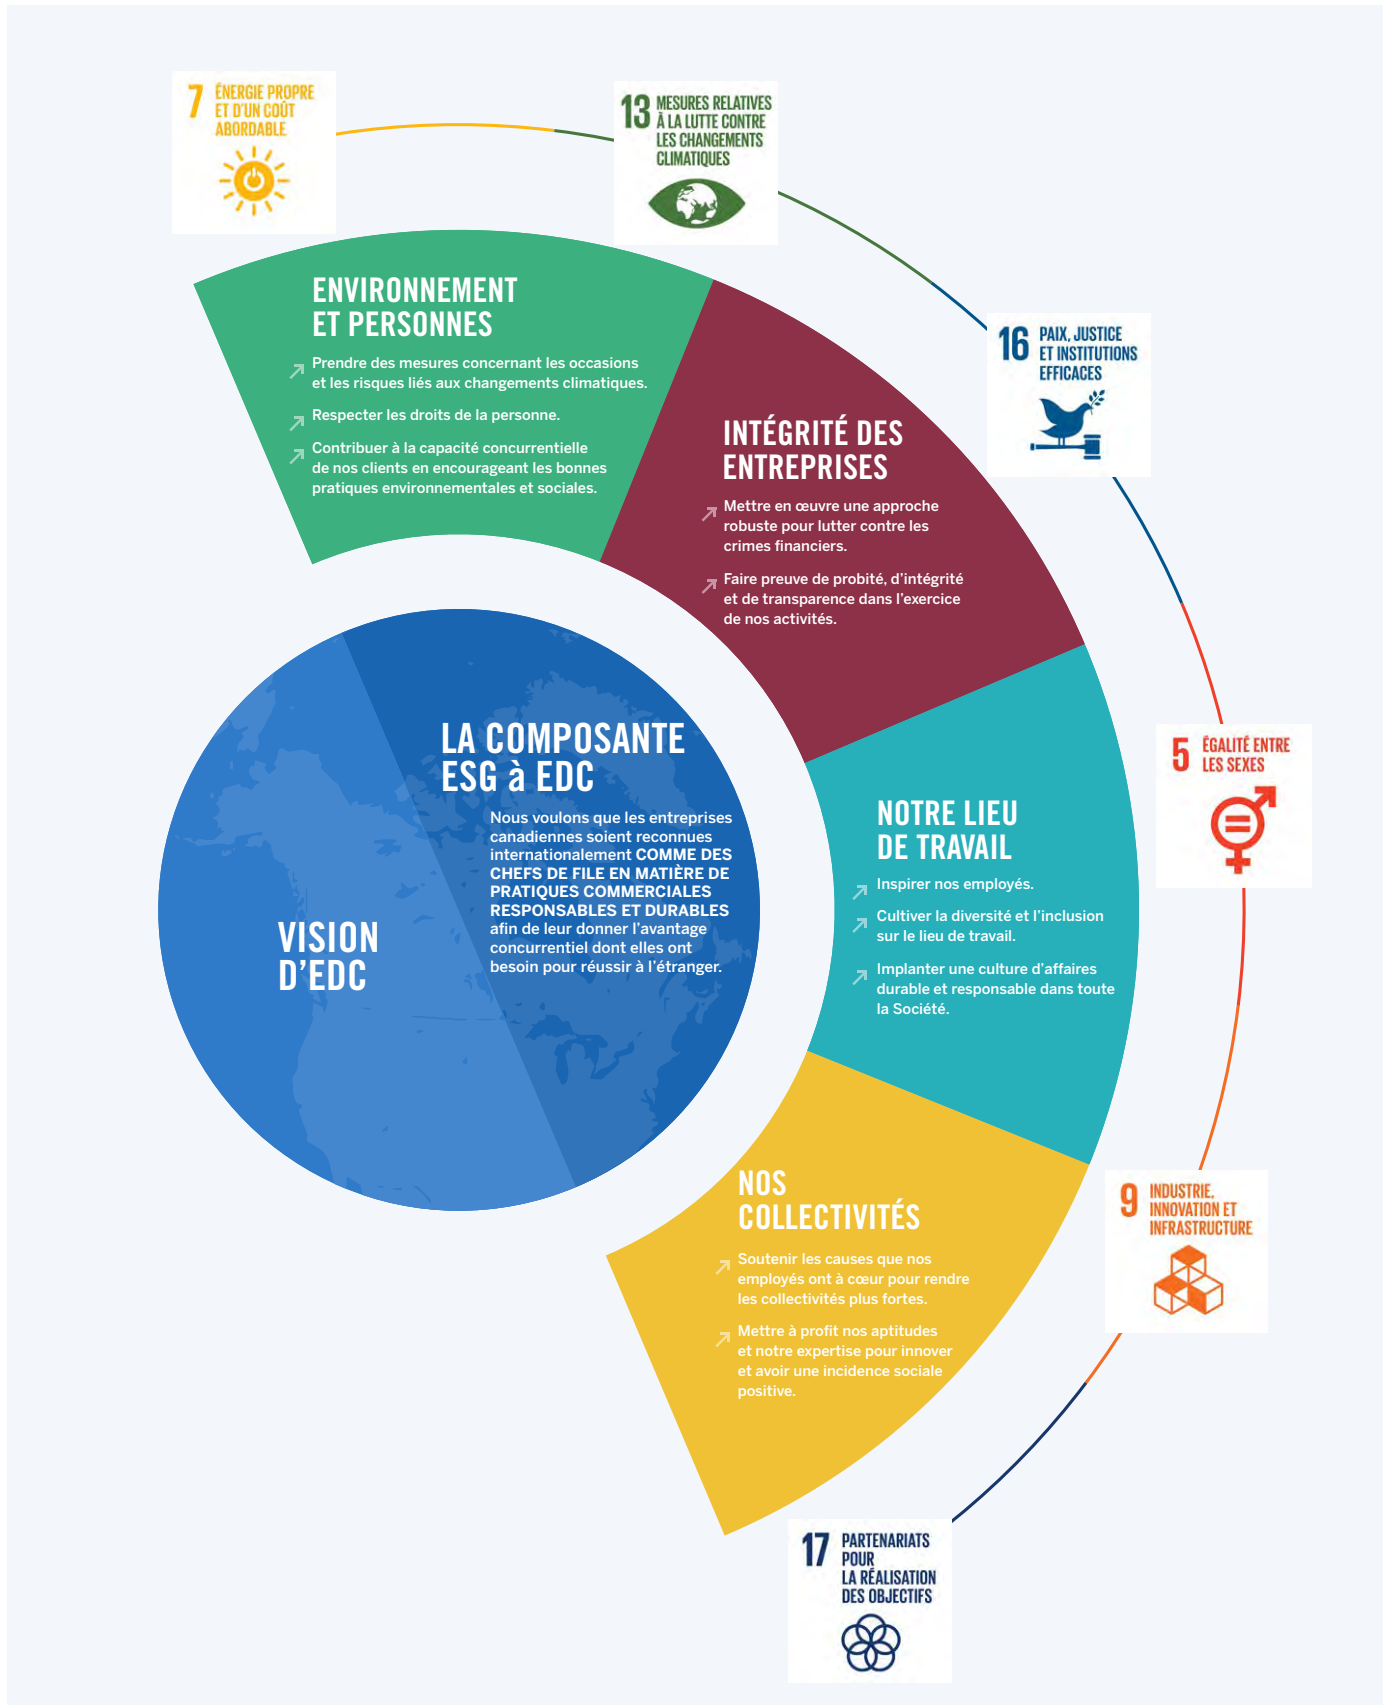 7 ÉNERGIE PROPRE
ET D'UN COÛT
ABORDABLE
13 MESURES RELATIVES
À LA LUTTE CONTRE
LES CHANGEMENTS
CLIMATIQUES
ENVIRONNEMENT
ET PERSONNES
Prendre des mesures concernant les occasions
et les risques liés aux changements climatiques.
Respecter les droits de la personne.
Contribuer à la capacité concurrentielle
de nos clients en encourageant les bonnes
pratiques environnementales et sociales.
16 PAIX, JUSTICE
ET INSTITUTIONS
EFFICACES
INTÉGRITÉ DES
ENTREPRISES
Mettre en œuvre une approche
robuste pour lutter contre les
crimes financiers.
Faire preuve de probité, d'intégrité
et de transparence dans l'exercice
de nos activités.
LA COMPOSANTE
ESG à EDC
Nous voulons que les entreprises
canadiennes soient reconnues
internationalement COMME DES
CHEFS DE FILE EN MATIÈRE DE
PRATIQUES COMMERCIALES
RESPONSABLES ET DURABLES
afin de leur donner l'avantage
concurrentiel dont elles ont
besoin pour réussir à l'étranger.
VISION
D'EDC
5 ÉGALITÉ ENTRE
LES SEXES
NOTRE LIEU
DE TRAVAIL
Inspirer nos employés.
Cultiver la diversité et l'inclusion
sur le lieu de travail.
Implanter une culture d'affaires
durable et responsable dans toute
la Société.
9 INDUSTRIE,
INNOVATION ET
INFRASTRUCTURE
NOS
COLLECTIVITÉS
Soutenir les causes que nos
employés ont à cœur pour rendre
les collectivités plus fortes.
Mettre à profit nos aptitudes
et notre expertise pour innover
et avoir une incidence sociale
positive.
17 PARTENARIATS
POUR
LA RÉALISATION
DES OBJECTIFS